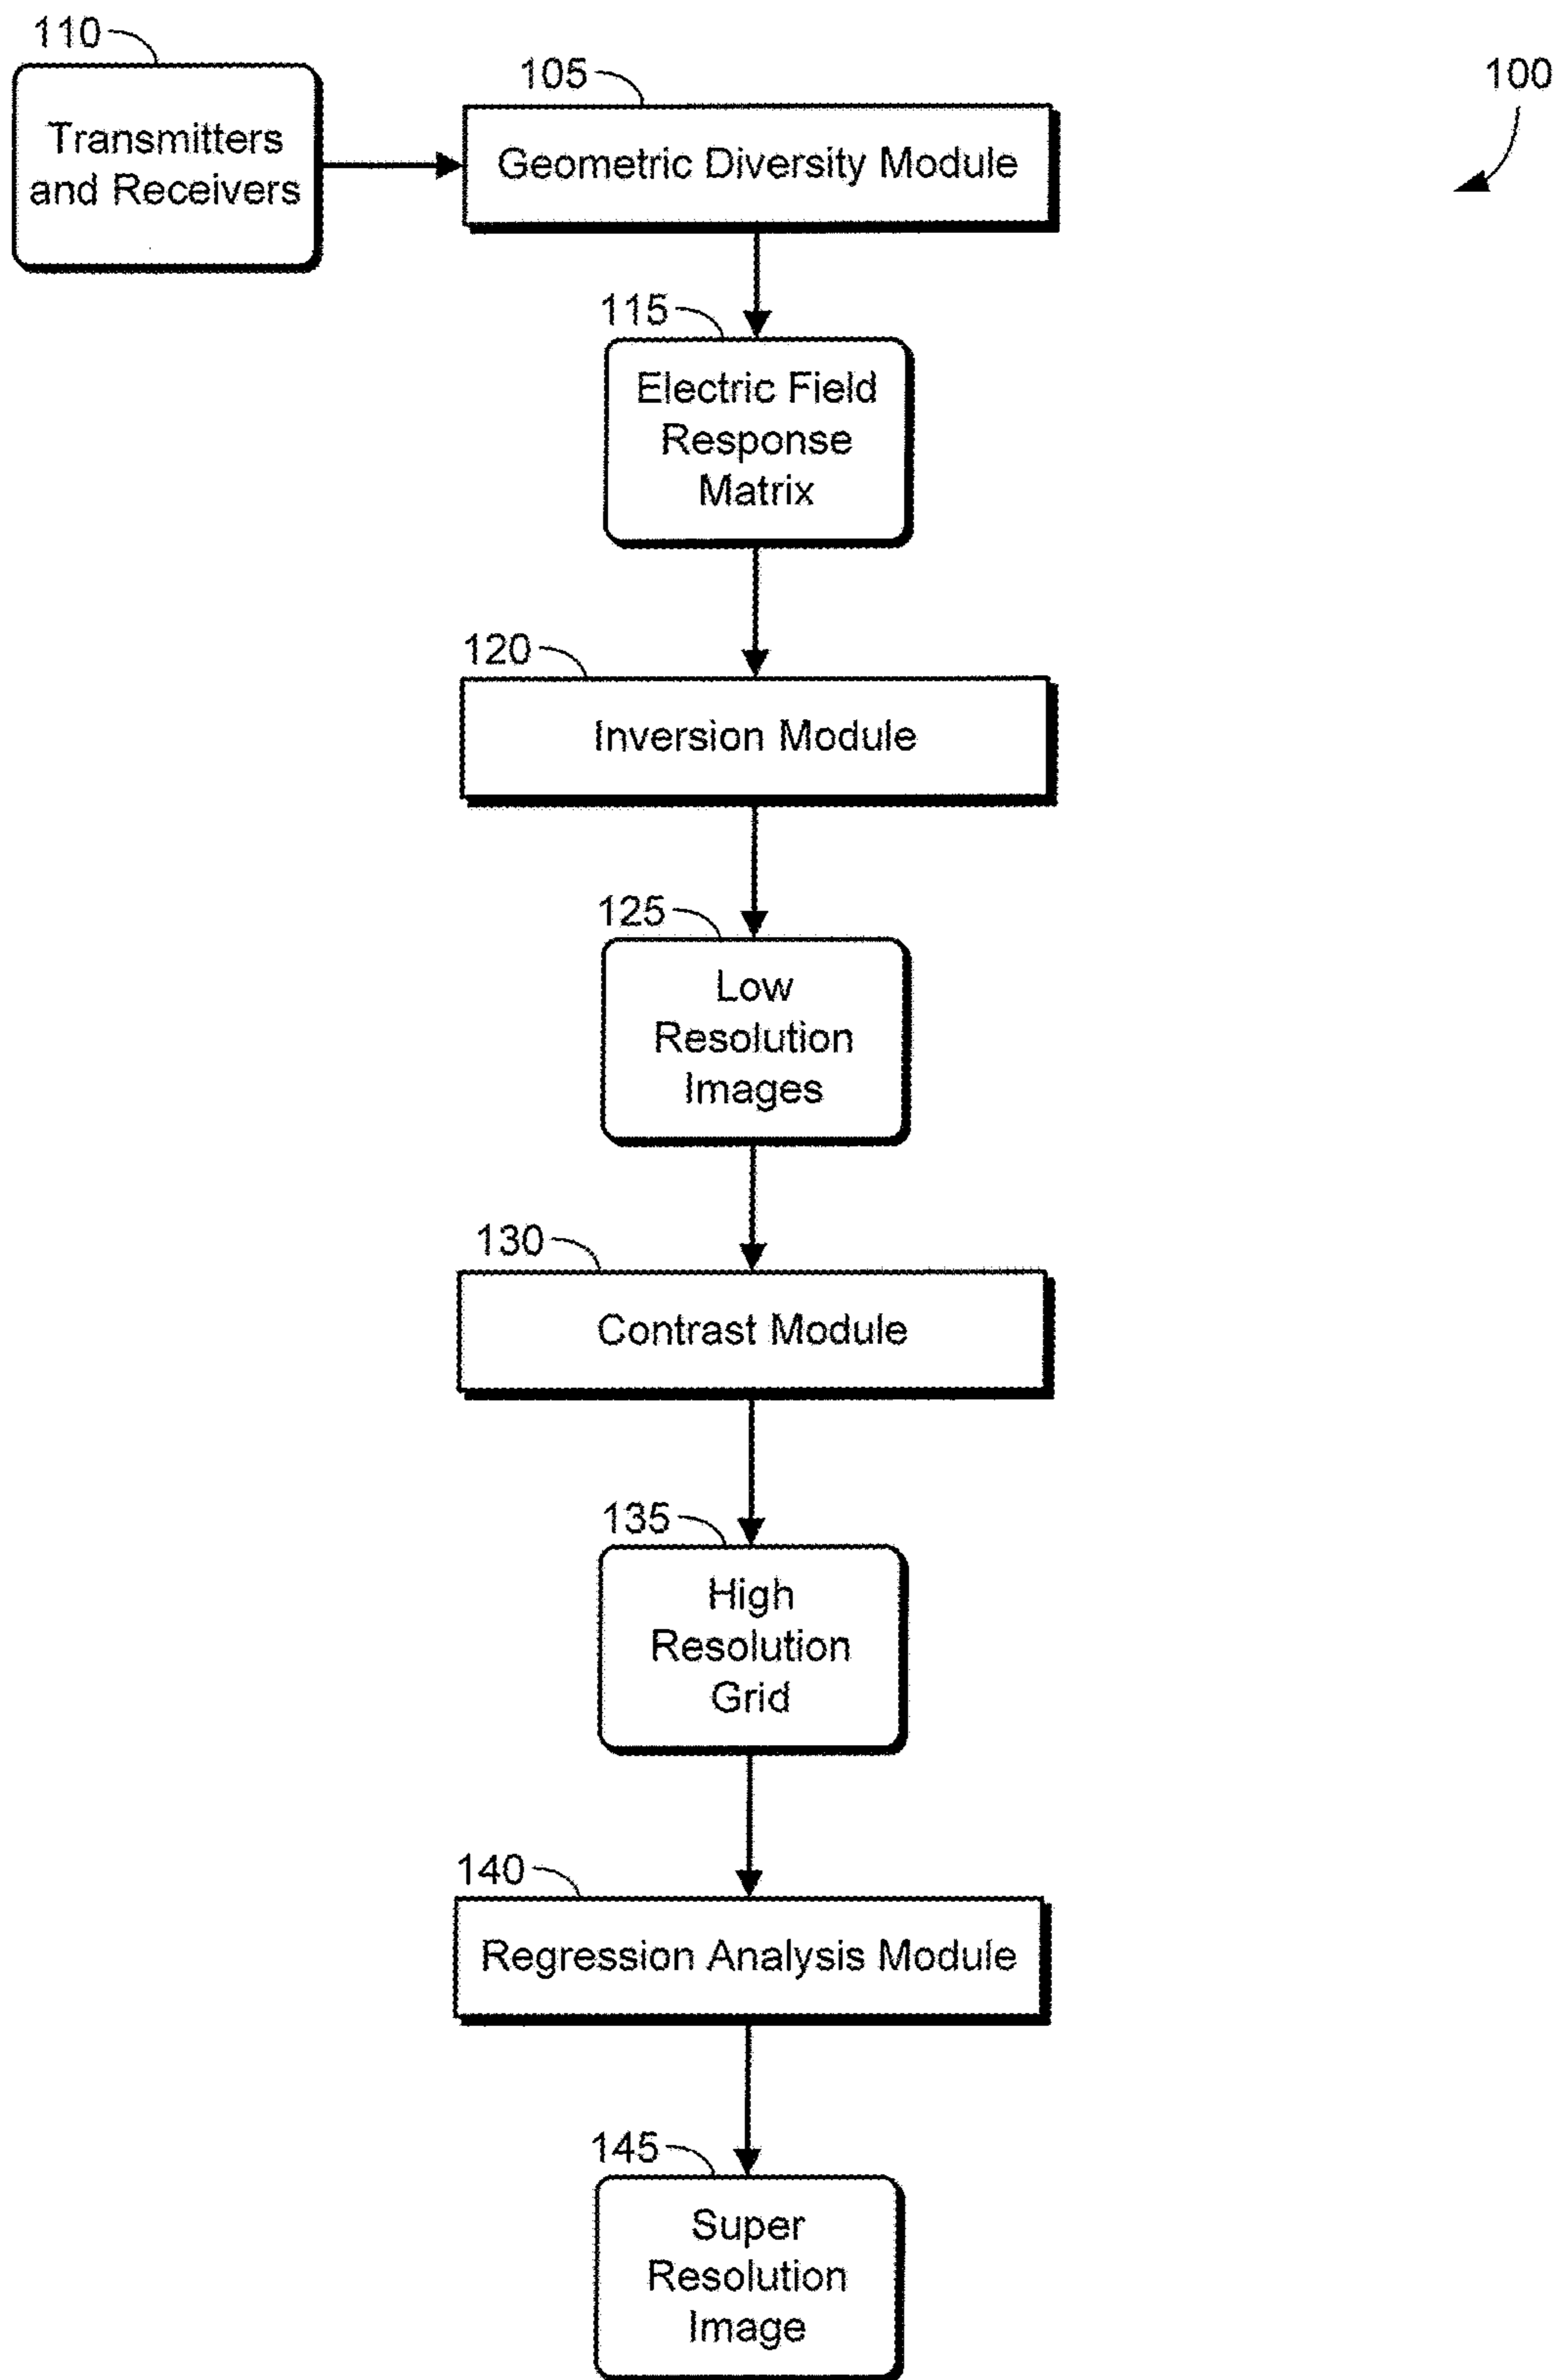 110
105
100
Transmitters
and Receivers
Geometric Diversity Module
115
Electric Field
Response
Matrix
120
Inversion Module
125
Low
Resolution
Images
130
Contrast Module
135
High
Resolution
Grid
140
Regression Analysis Module
145
Super
Resolution
Image